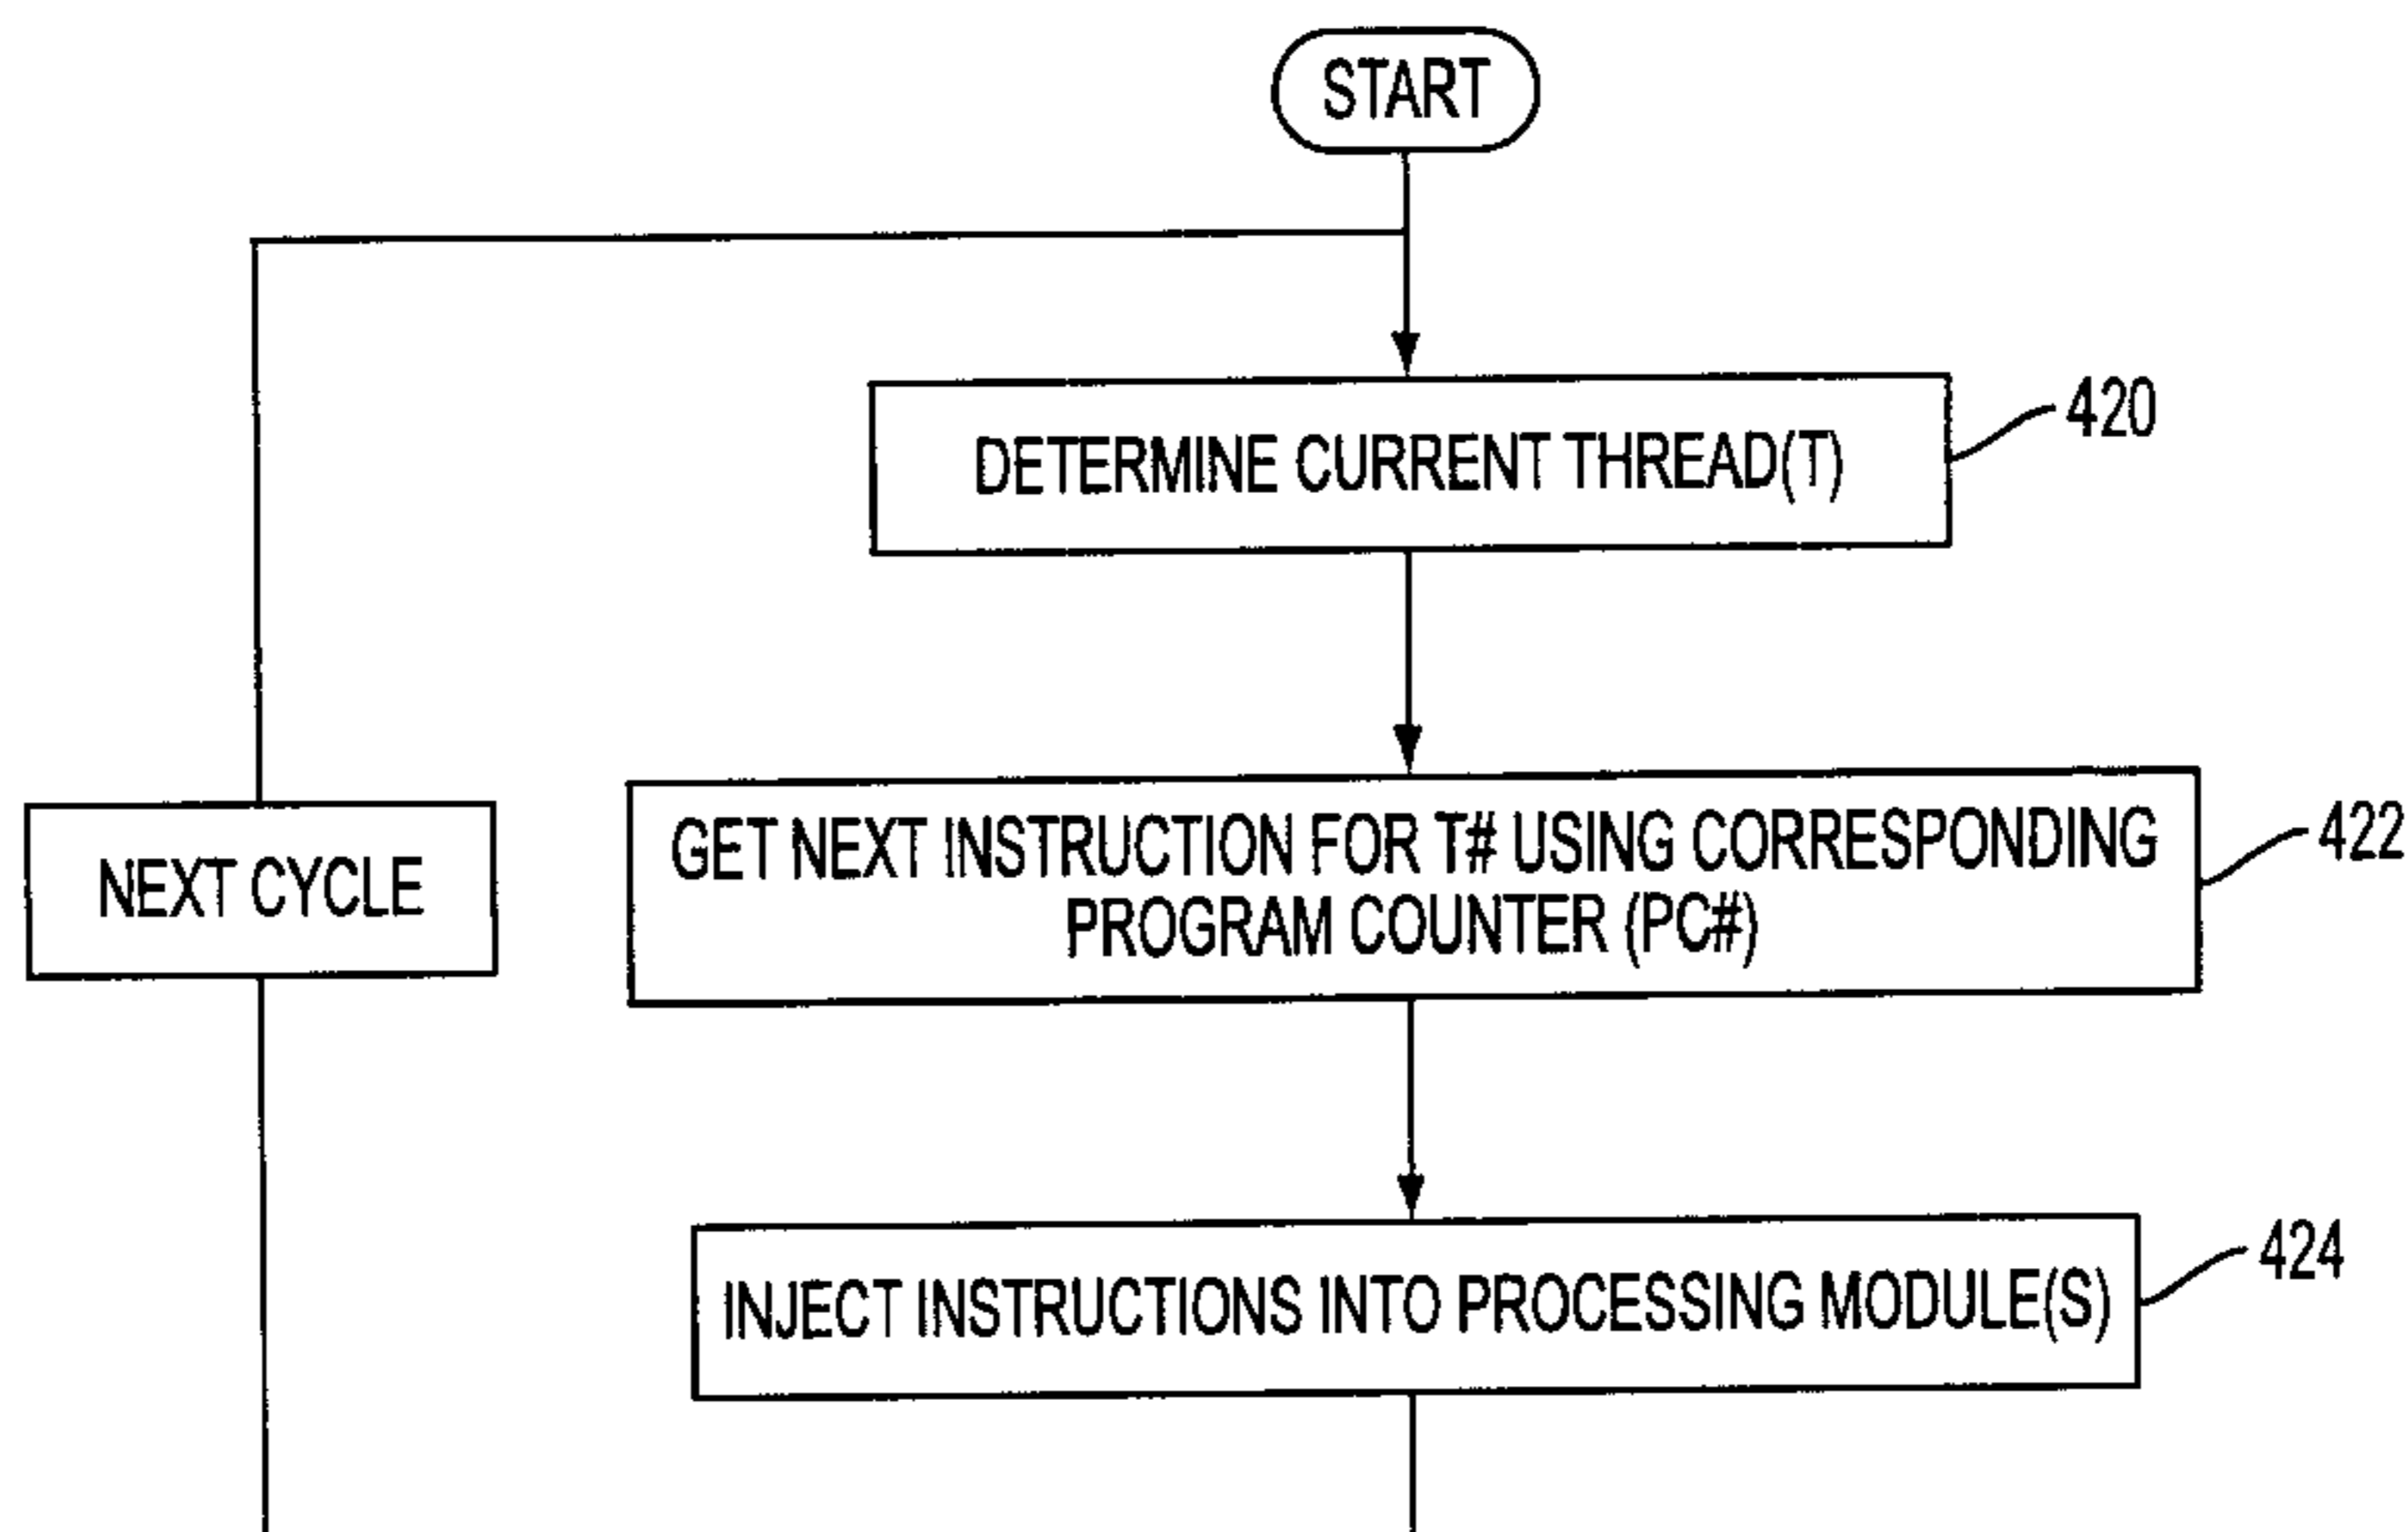 START
DETERMINE CURRENT THREAD(T)
420
GET NEXT INSTRUCTION FOR T# USING CORRESPONDING
PROGRAM COUNTER (PC#)
422
NEXT CYCLE
INJECT INSTRUCTIONS INTO PROCESSING MODULE(S)
424